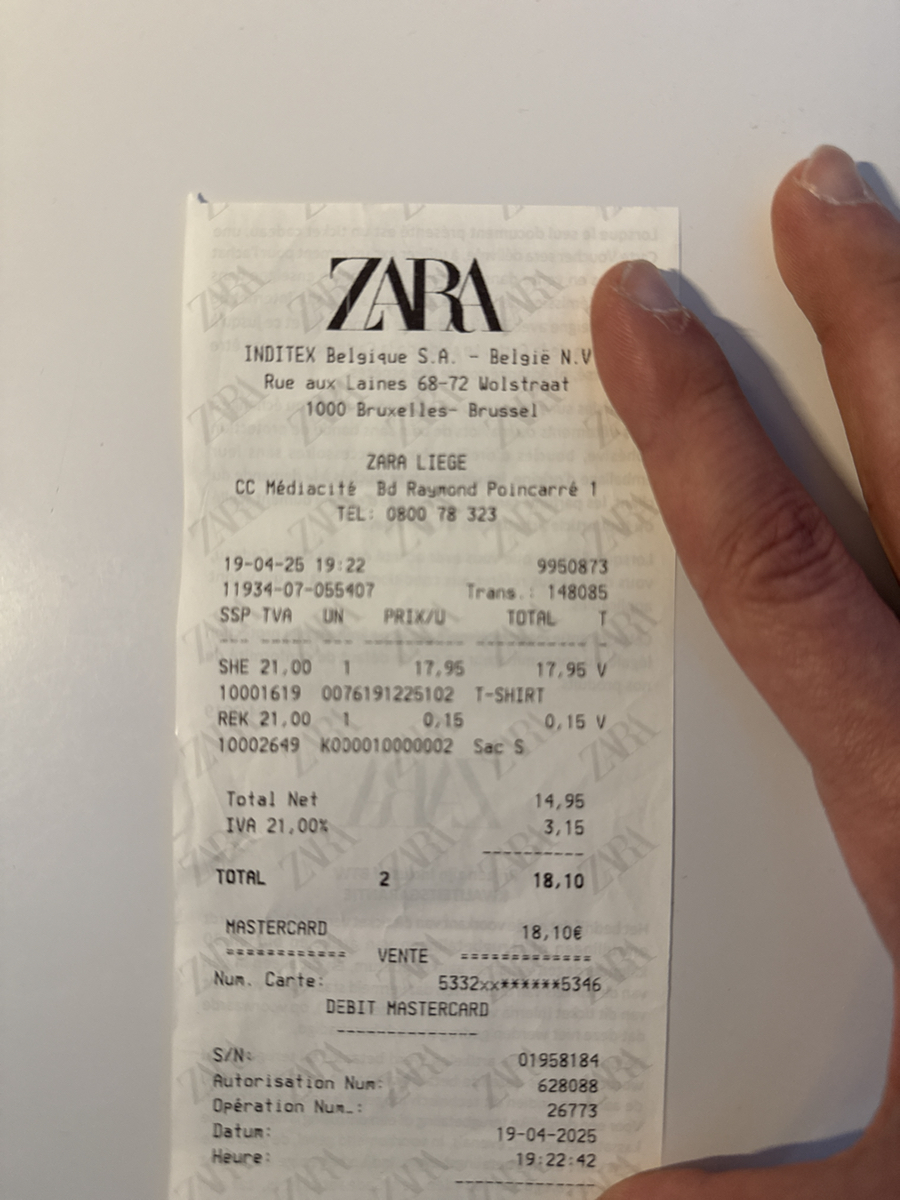 ZARA
INDITEX Belgique S.A. - België N.V
Rue aux Laines 68-72 Wolstraat
1000 Bruxelles- Brussel
ZARA LIEGE
CC Médiacité Bd Raymond Poincarré 1
TEL: 0800 78 323
19-04-25 19:22 9950873
11934-07-055407 Trans.: 148085
SSP TVA UN PRIX/U TOTAL T
--- ----- --- ---------- ---------- -
SHE 21,00 1 17,95 17,95 V
10001619 0076191225102 T-SHIRT
REK 21,00 1 0,15 0,15 V
10002649 K000010000002 Sac S
Total Net 14,95
IVA 21,00% 3,15
----------
TOTAL 2 18,10
MASTERCARD 18,10€
============ VENTE =============
Num. Carte: 5332xx******5346
DEBIT MASTERCARD
--------------
S/N: 01958184
Autorisation Num: 628088
Opération Num.: 26773
Datum: 19-04-2025
Heure: 19:22:42
--------------